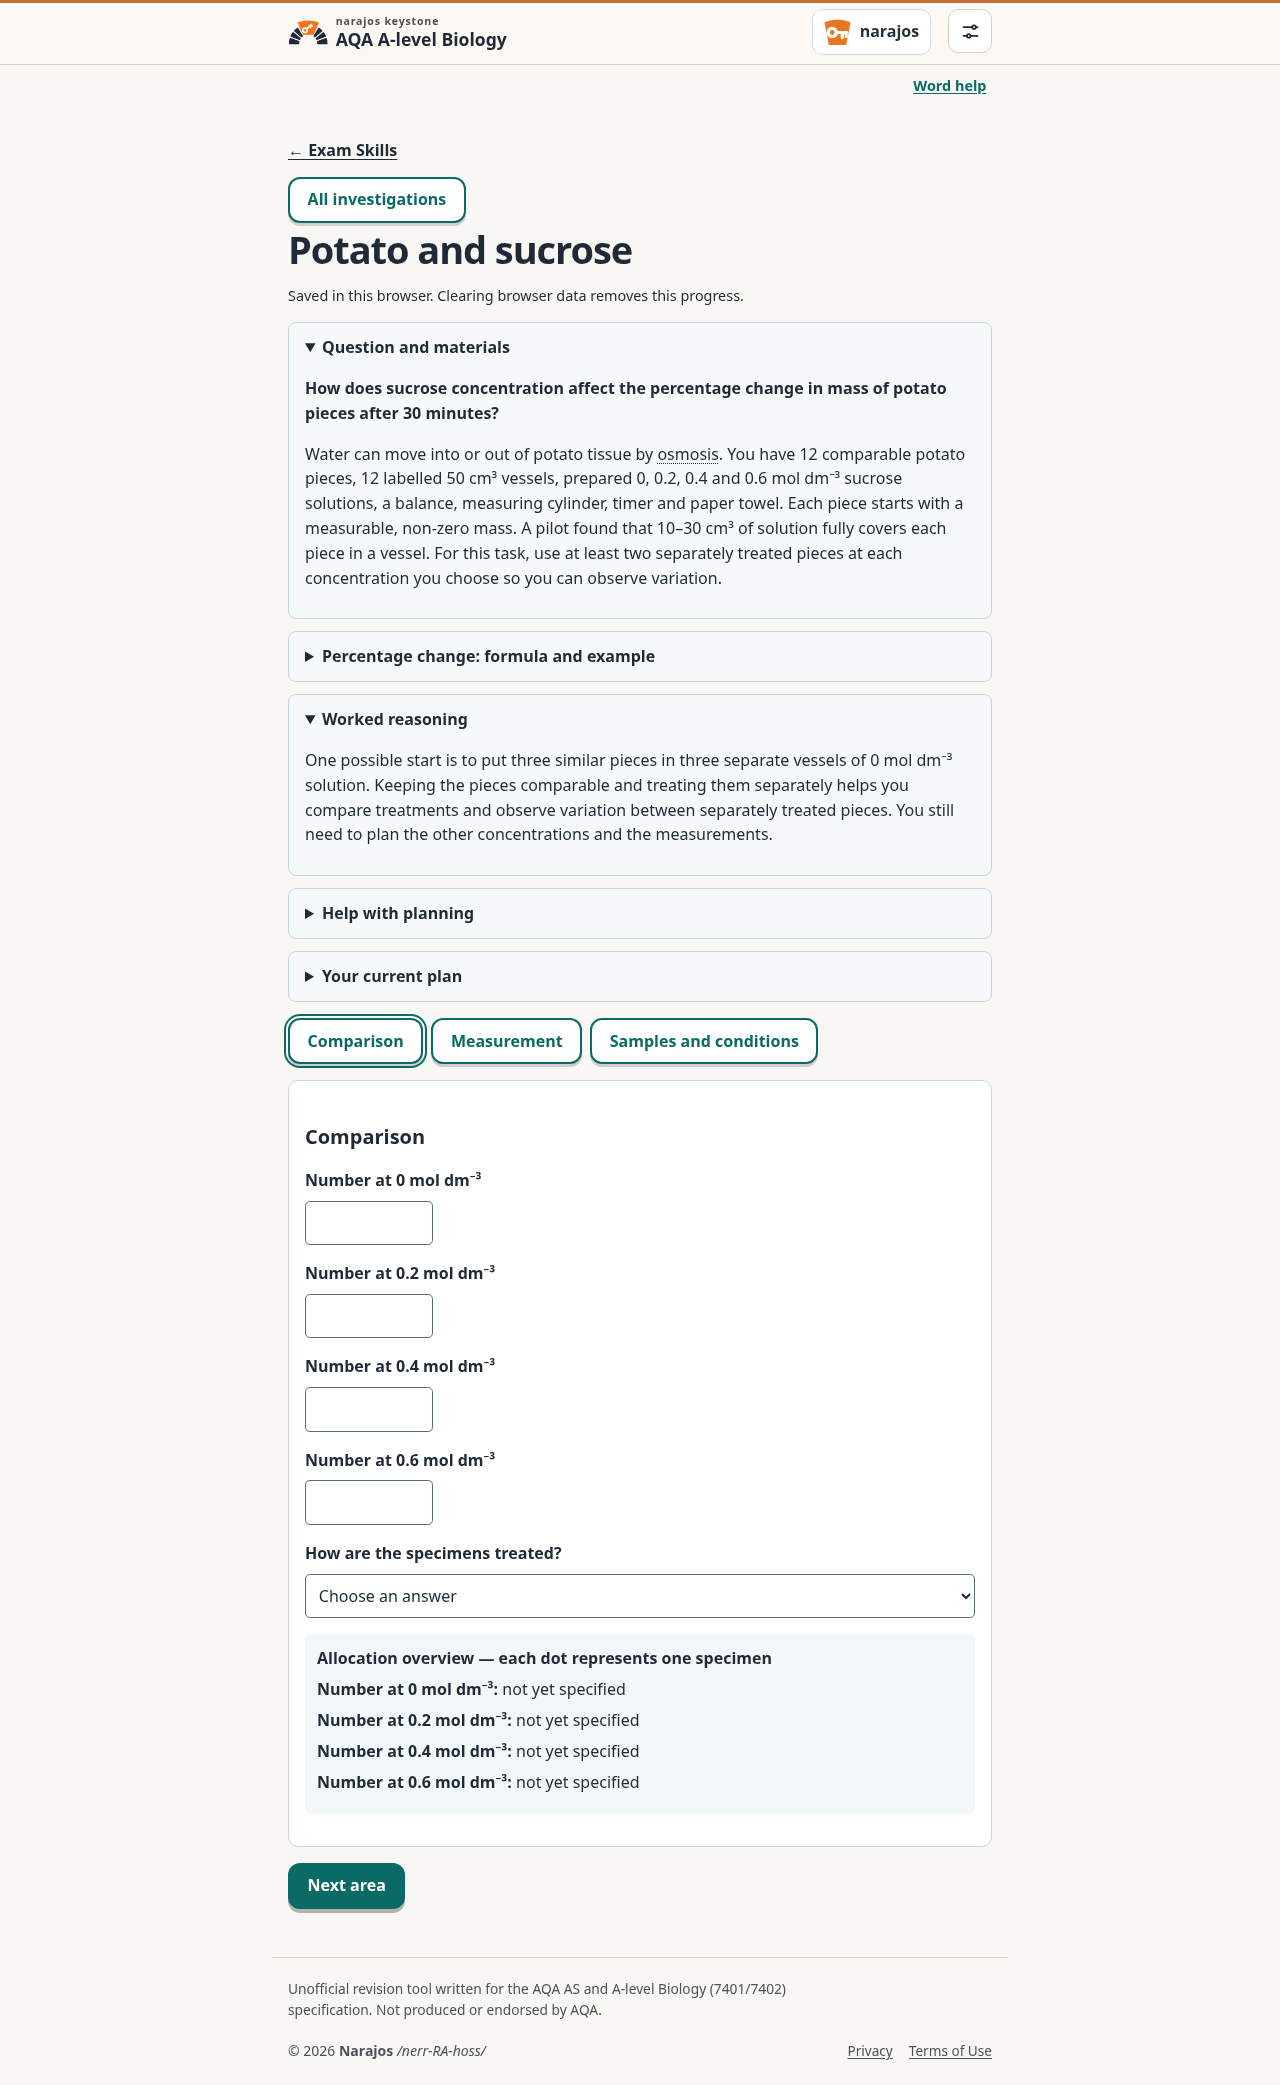 narajos keystone
AQA A-level Biology
narajos
Word help
← Exam Skills
All investigations
Potato and sucrose
Saved in this browser. Clearing browser data removes this progress.
▼ Question and materials
How does sucrose concentration affect the percentage change in mass of potato
pieces after 30 minutes?
Water can move into or out of potato tissue by osmosis. You have 12 comparable potato
pieces, 12 labelled 50 cm³ vessels, prepared 0, 0.2, 0.4 and 0.6 mol dm⁻³ sucrose
solutions, a balance, measuring cylinder, timer and paper towel. Each piece starts with a
measurable, non-zero mass. A pilot found that 10–30 cm³ of solution fully covers each
piece in a vessel. For this task, use at least two separately treated pieces at each
concentration you choose so you can observe variation.
▶ Percentage change: formula and example
▼ Worked reasoning
One possible start is to put three similar pieces in three separate vessels of 0 mol dm⁻³
solution. Keeping the pieces comparable and treating them separately helps you
compare treatments and observe variation between separately treated pieces. You still
need to plan the other concentrations and the measurements.
▶ Help with planning
▶ Your current plan
Comparison Measurement Samples and conditions
Comparison
Number at 0 mol dm⁻³
Number at 0.2 mol dm⁻³
Number at 0.4 mol dm⁻³
Number at 0.6 mol dm⁻³
How are the specimens treated?
Choose an answer
Allocation overview — each dot represents one specimen
Number at 0 mol dm⁻³: not yet specified
Number at 0.2 mol dm⁻³: not yet specified
Number at 0.4 mol dm⁻³: not yet specified
Number at 0.6 mol dm⁻³: not yet specified
Next area
Unofficial revision tool written for the AQA AS and A-level Biology (7401/7402)
specification. Not produced or endorsed by AQA.
© 2026 Narajos /nerr-RA-hoss/
Privacy Terms of Use